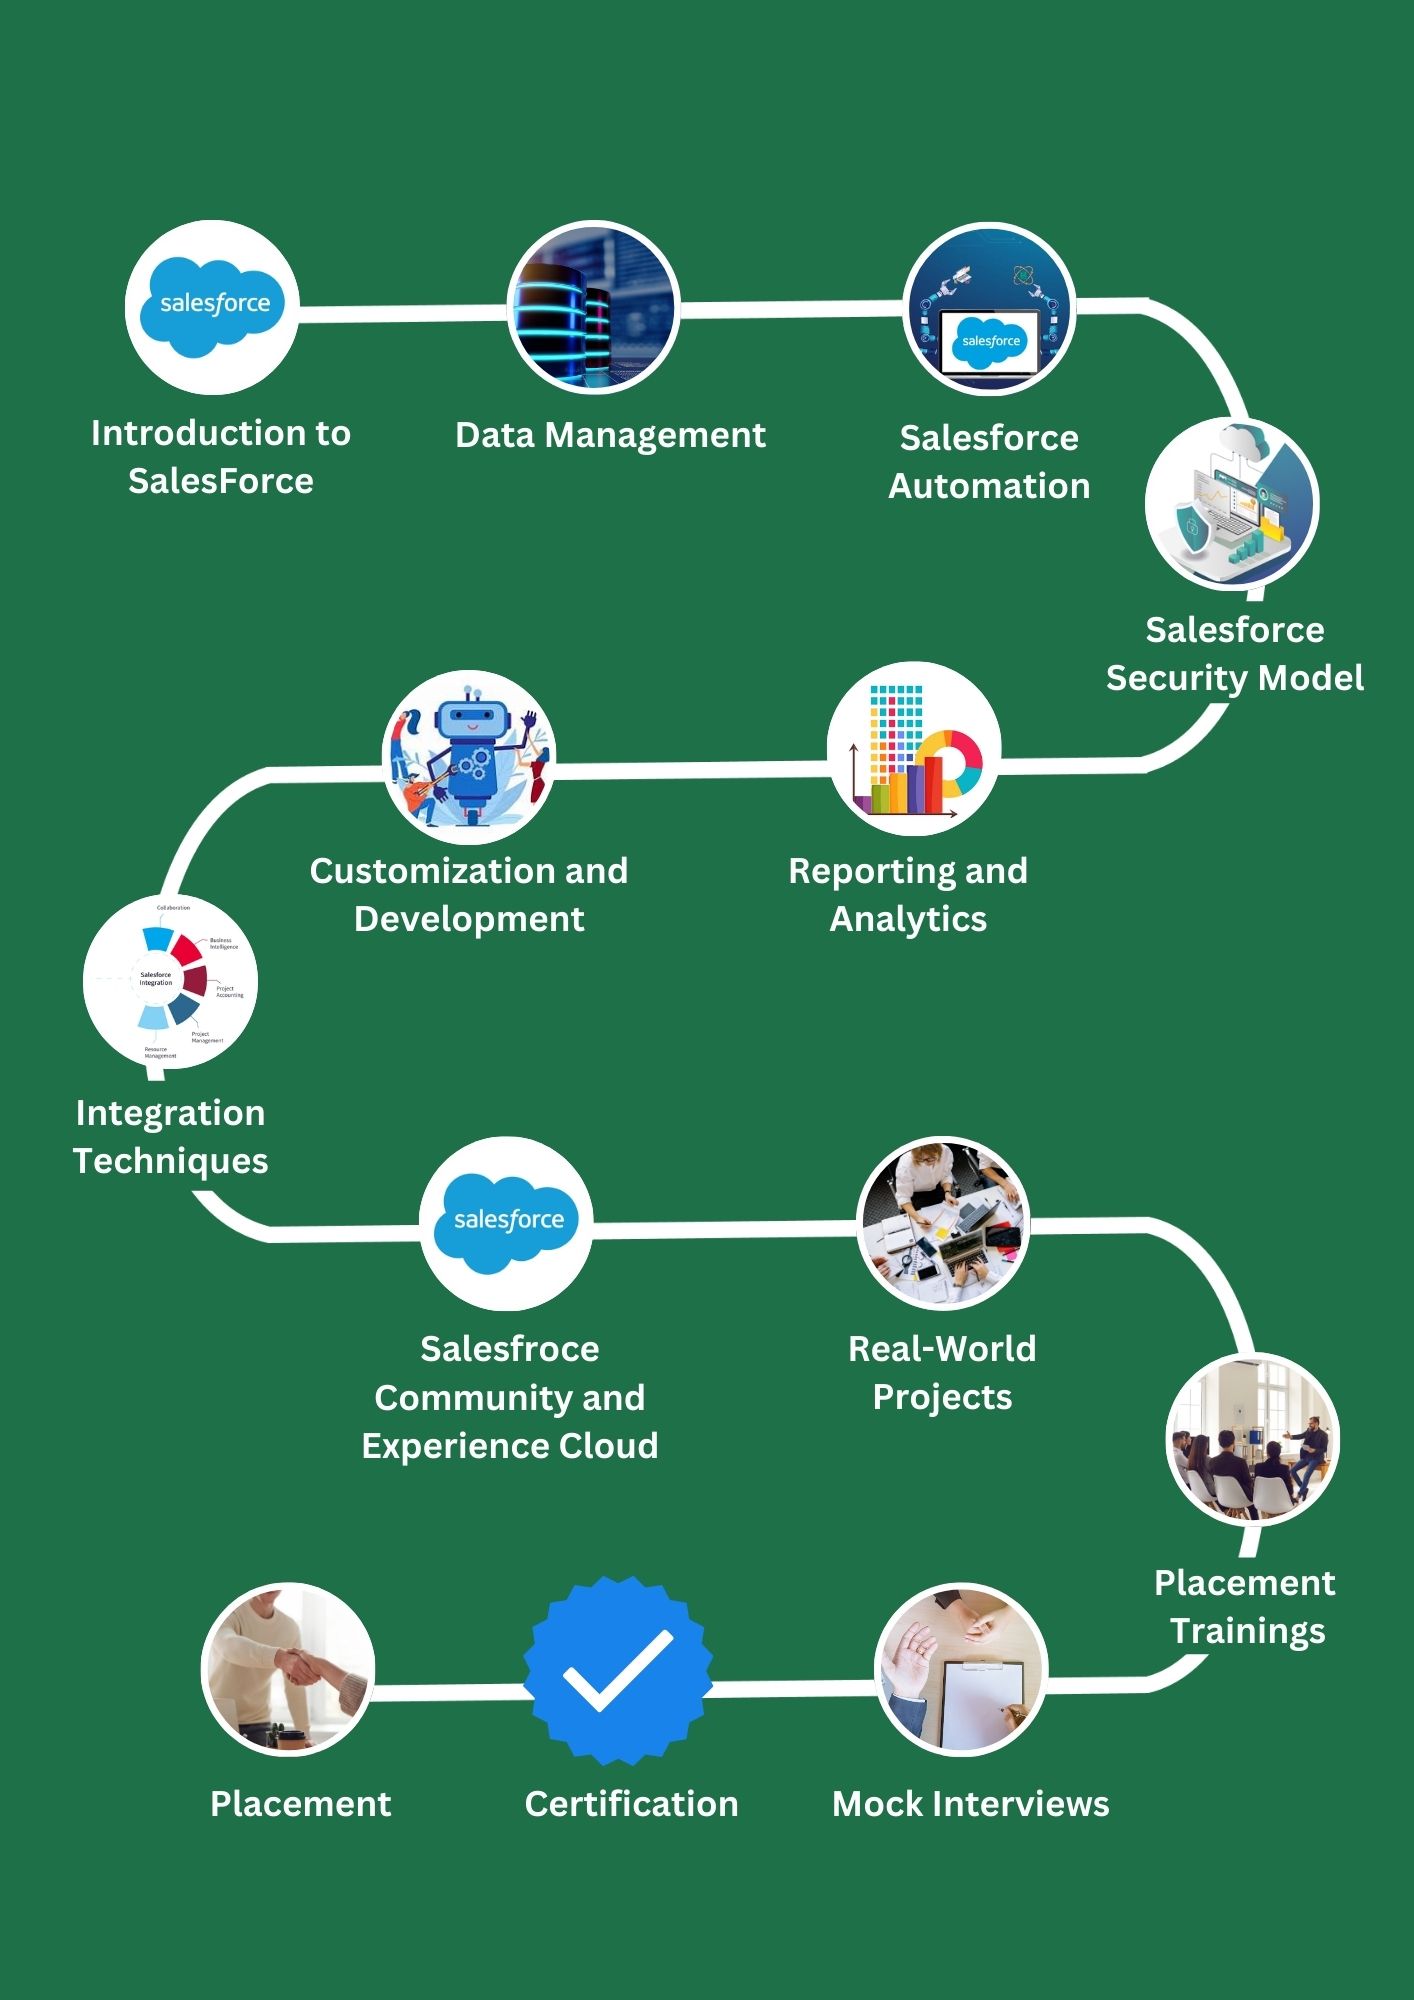 salesforce
Introduction to
SalesForce
Data Management
salesforce
Salesforce
Automation
Salesforce
Security Model
Reporting and
Analytics
Customization and
Development
Collaboration
Business
Intelligence
Salesforce
Integration
Project
Accounting
Project
Management
Resource
Management
Integration
Techniques
salesforce
Salesfroce
Community and
Experience Cloud
Real-World
Projects
Placement
Trainings
Mock Interviews
Certification
Placement